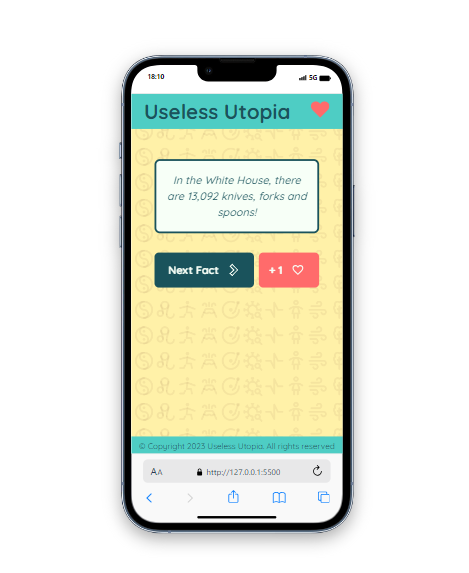 18:10
5G
Useless Utopia
In the White House, there
are 13,092 knives, forks and
spoons!
Next Fact
+1
© Copyright 2023 Useless Utopia. All rights reserved
AA
http://127.0.0.1:5500